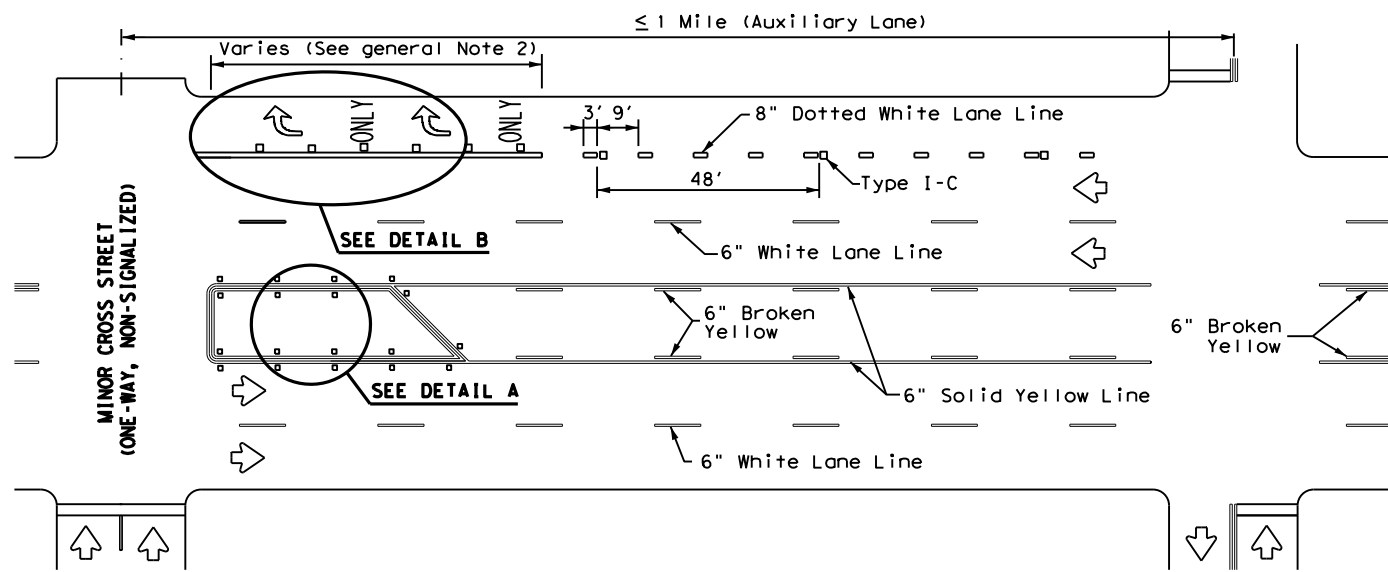 ≤ 1 Mile (Auxiliary Lane)
Varies (See general Note 2)
ONLY
ONLY
3' 9'
8" Dotted White Lane Line
48'
Type I-C
SEE DETAIL B
6" White Lane Line
MINOR CROSS STREET
(ONE-WAY, NON-SIGNALIZED)
6" Broken
Yellow
6" Broken
Yellow
SEE DETAIL A
6" Solid Yellow Line
6" White Lane Line